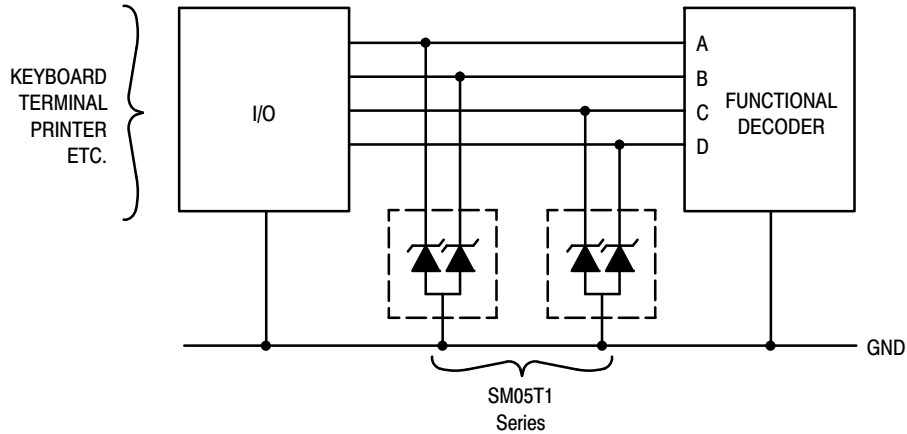 KEYBOARD
TERMINAL
PRINTER
ETC.
I/O
A
B
C
D
FUNCTIONAL
DECODER
GND
SM05T1
Series